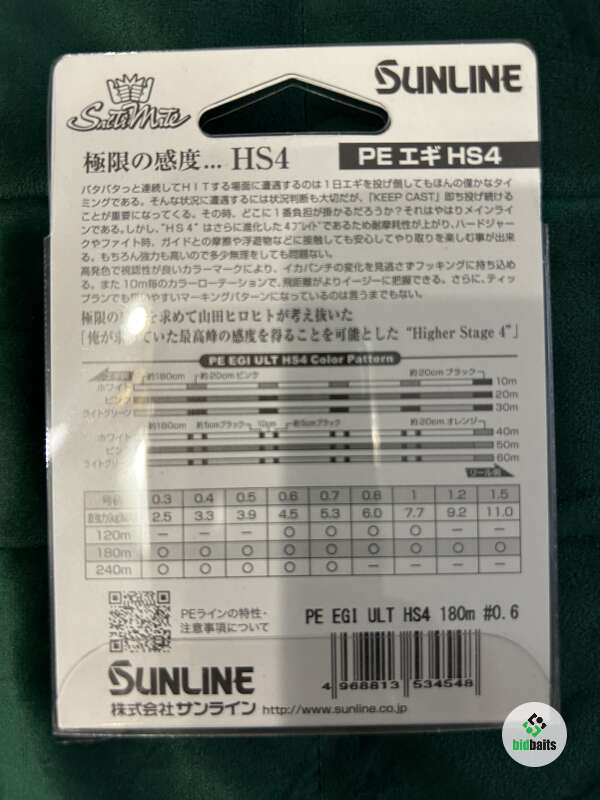 SUNLINE
SaltiMate
極限の感度... HS4
PE エギ HS4
バタバタっと連続してHITする場面に遭遇するのは1日エギを投げ倒してもほんの僅かなタイ
ミングである。そんな状況に遭遇するには状況判断も大切だが、「KEEP CAST」即ち投げ続ける
ことが重要になってくる。その時、どこに1番負担が掛かるだろうか？それはやはりメインライ
ンである。しかし、"HS4"はさらに進化した4ブレイドであるため耐摩耗性が上がり、ハードジャー
クやファイト時、ガイドとの摩擦や浮遊物などに接触しても安心してやり取りを楽しむ事が出来
る。もちろん強力も高いので多少無理をしても問題ない。
高発色で視認性が良いカラーマークにより、イカパンチの変化を見逃さずフッキングに持ち込め
る。また10m毎のカラーローテーションで、飛距離がよりイージーに把握できる。さらに、ティッ
プランでも使いやすいマーキングパターンになっているのは言うまでもない。
極限の を求めて山田ヒロヒトが考え抜いた
「俺が求めていた最高峰の感度を得ることを可能とした "Higher Stage 4"」
PE EGI ULT HS4 Color Pattern
約180cm 約20cm ピンク 約20cm ブラック
ホワイト 10m
ピンク 20m
ライトグリーン 30m
約180cm 約5cmブラック 10cm 約5cmブラック 約20cm オレンジ
ホワイト 40m
ピンク 50m
ライトグリーン 60m
リール側
号 0.3 0.4 0.5 0.6 0.7 0.8 1 1.2 1.5
2.5 3.3 3.9 4.5 5.3 6.0 7.7 9.2 11.0
120m － － － ○ ○ ○ ○ － －
180m ○ ○ ○ ○ ○ ○ ○ ○ ○
240m ○ ○ ○ ○ ○ ○ ○ － －
PEラインの特性・
注意事項について
PE EGI ULT HS4 180m #0.6
4 968813 534548
SUNLINE
株式会社サンライン http://www.sunline.co.jp
bidbaits